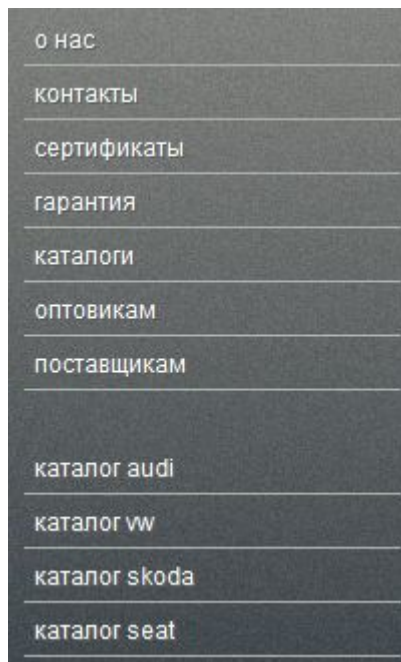 о нас
контакты
сертификаты
гарантия
каталоги
оптовикам
поставщикам
каталог audi
каталог vw
каталог skoda
каталог seat